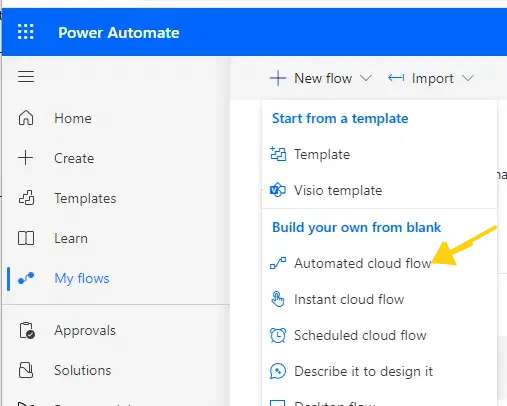 Power Automate
New flow
Import
Home
Create
Templates
Learn
My flows
Approvals
Solutions
Start from a template
Template
Visio template
Build your own from blank
Automated cloud flow
Instant cloud flow
Scheduled cloud flow
Describe it to design it
Desktop flow